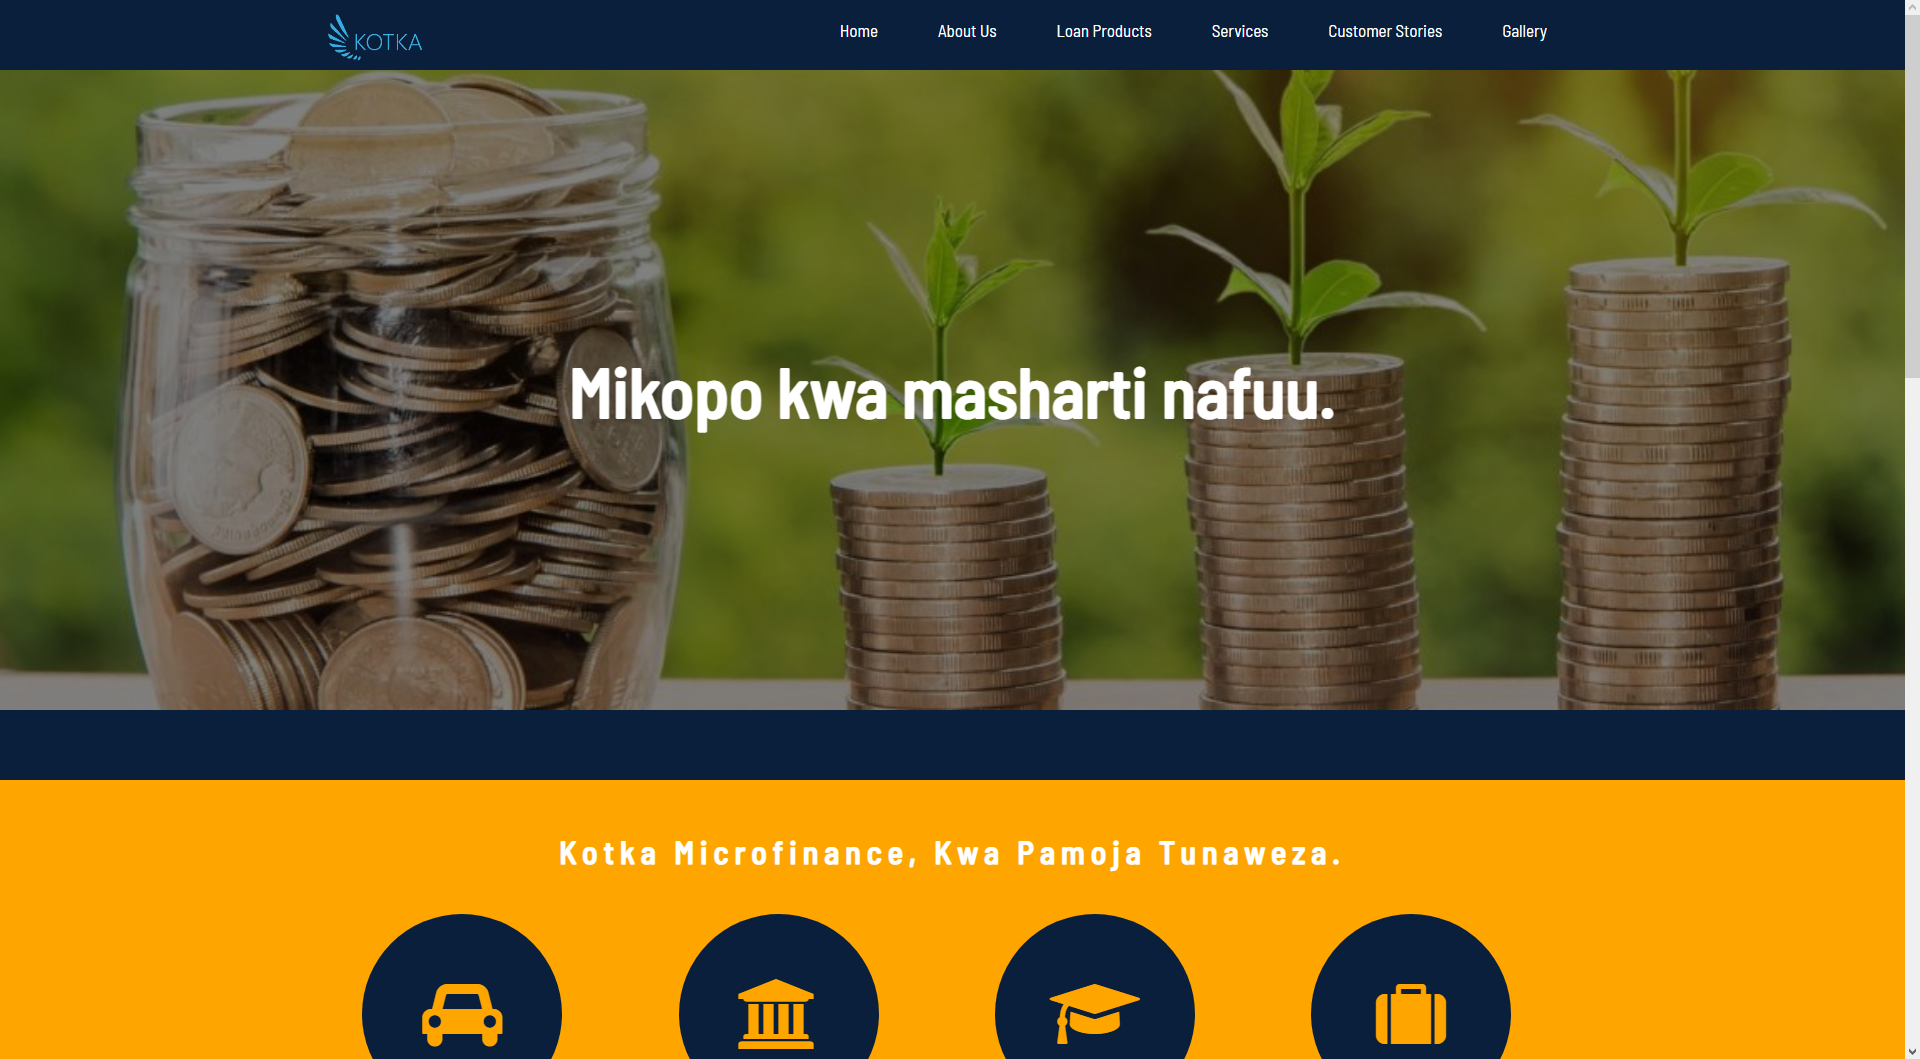 KOTKA
Home
About Us
Loan Products
Services
Customer Stories
Gallery
Mikopo kwa masharti nafuu.
Kotka Microfinance, Kwa Pamoja Tunaweza.